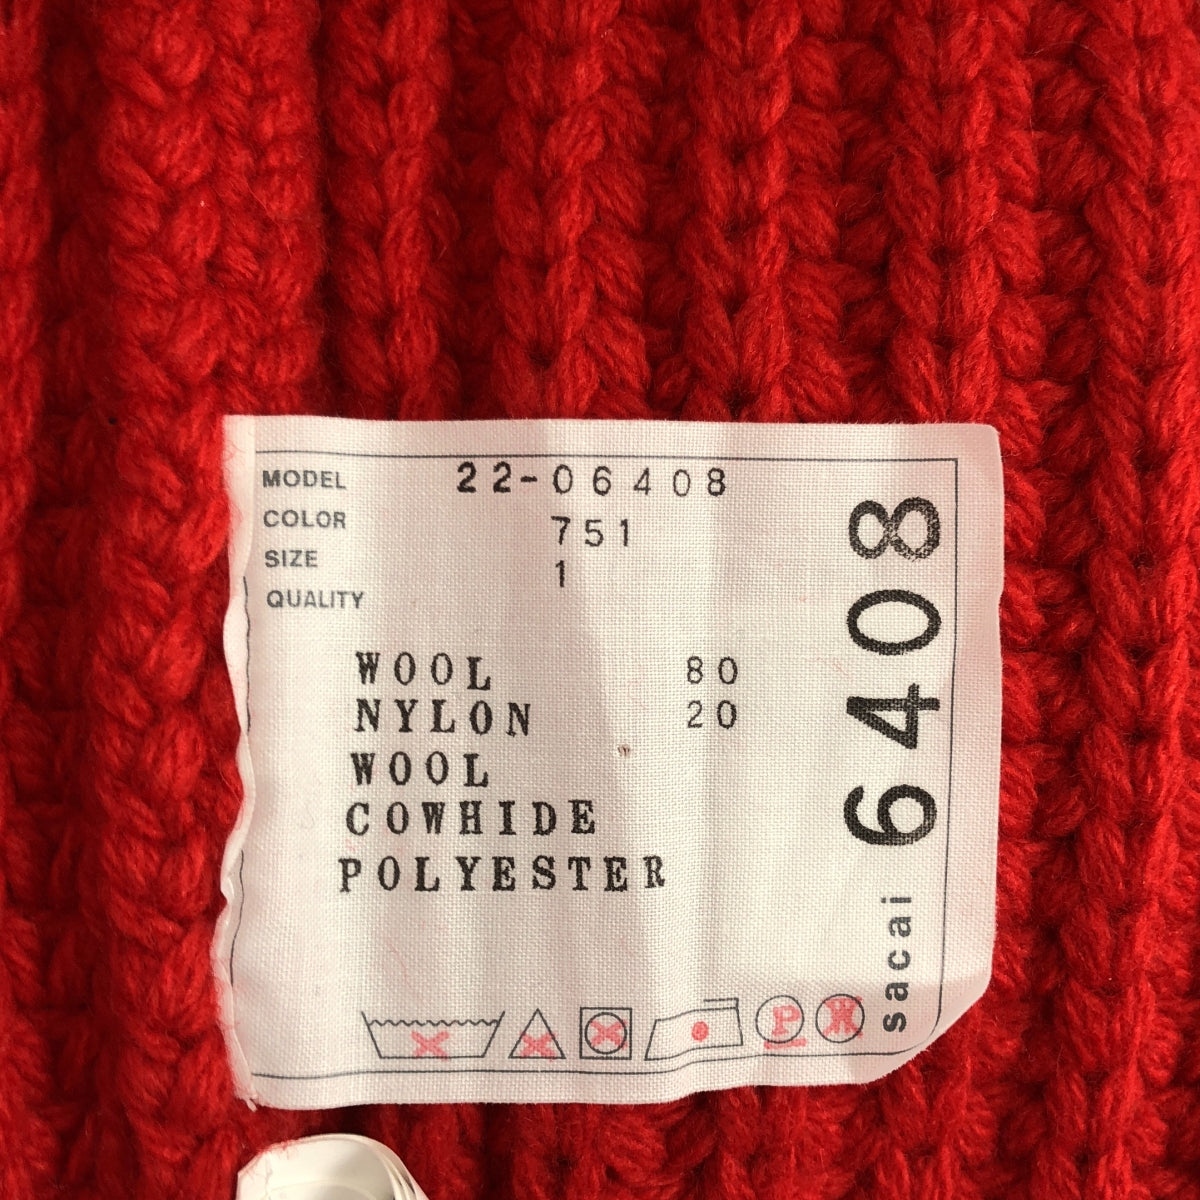 MODEL 22-06408
COLOR 751
SIZE 1
QUALITY
WOOL 80
NYLON 20
WOOL
COWHIDE
POLYESTER
sacai 6408
P
W